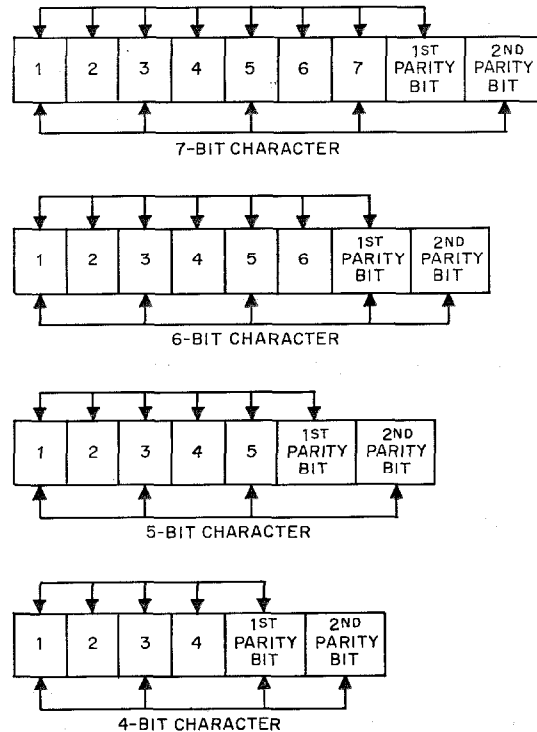 1 2 3 4 5 6 7 1ST PARITY BIT 2ND PARITY BIT
7-BIT CHARACTER
1 2 3 4 5 6 1ST PARITY BIT 2ND PARITY BIT
6-BIT CHARACTER
1 2 3 4 5 1ST PARITY BIT 2ND PARITY BIT
5-BIT CHARACTER
1 2 3 4 1ST PARITY BIT 2ND PARITY BIT
4-BIT CHARACTER